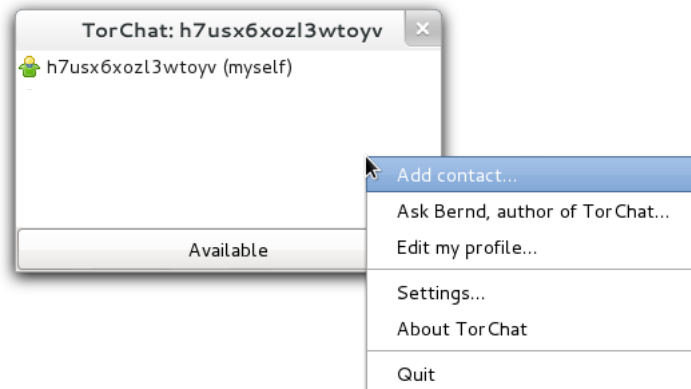 TorChat: h7usx6xozl3wtoyv
h7usx6xozl3wtoyv (myself)
Add contact...
Ask Bernd, author of TorChat...
Edit my profile...
Available
Settings...
About TorChat
Quit